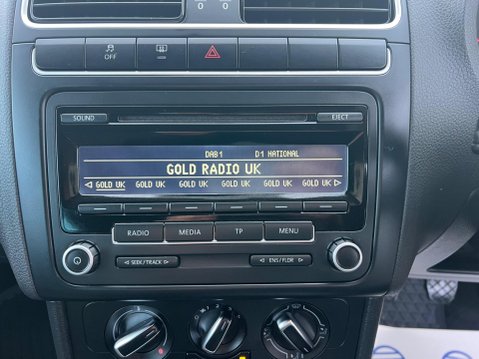 OFF
SOUND
EJECT
DAB1 D1 NATIONAL
GOLD RADIO UK
GOLD UK GOLD UK GOLD UK GOLD UK GOLD UK GOLD UK
RADIO MEDIA TP MENU
SEEK/TRACK ENS/FLDR